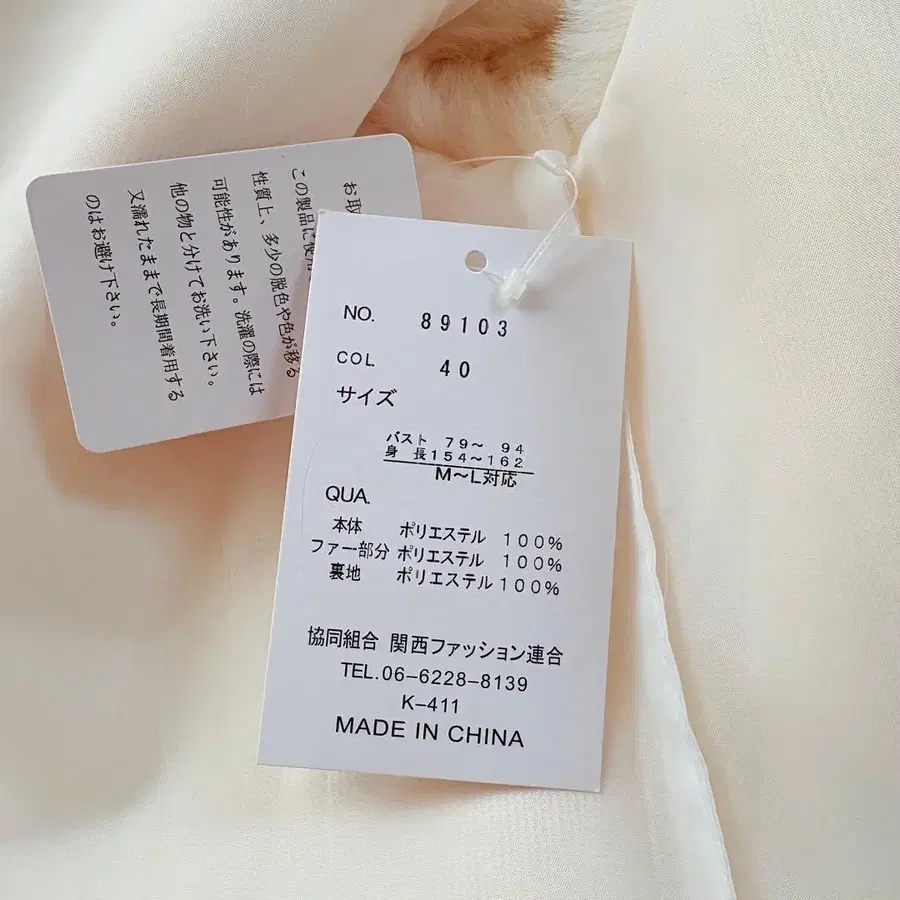 お取
この製品に使用
性質上、多少の脱色や色が移る
可能性があります。洗濯の際には
他の物と分けてお洗い下さい。
又濡れたままで長期間着用する
のはお避け下さい。
NO. 89103
COL. 40
サイズ
バスト 79〜 94
身 長154〜162
M〜L対応
QUA.
本体 ポリエステル 100%
ファー部分 ポリエステル 100%
裏地 ポリエステル 100%
協同組合 関西ファッション連合
TEL.06-6228-8139
K-411
MADE IN CHINA